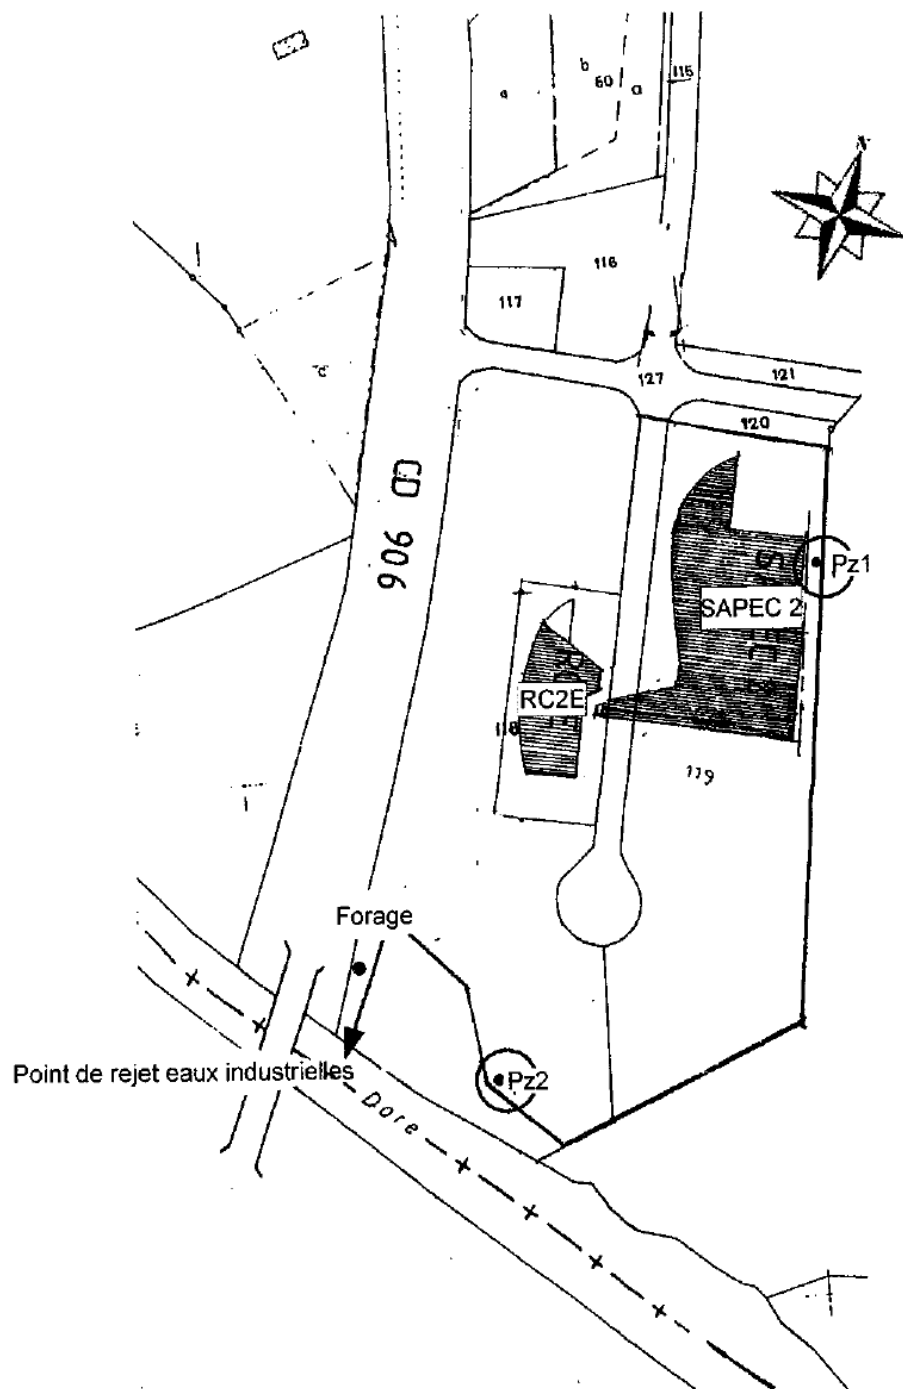 a
b
60
a
115
N
116
117
121
127
120
c
CD 906
Pz1
SAPEC 2
RC2E
118
119
Forage
Point de rejet eaux industrielles
Pz2
Dore